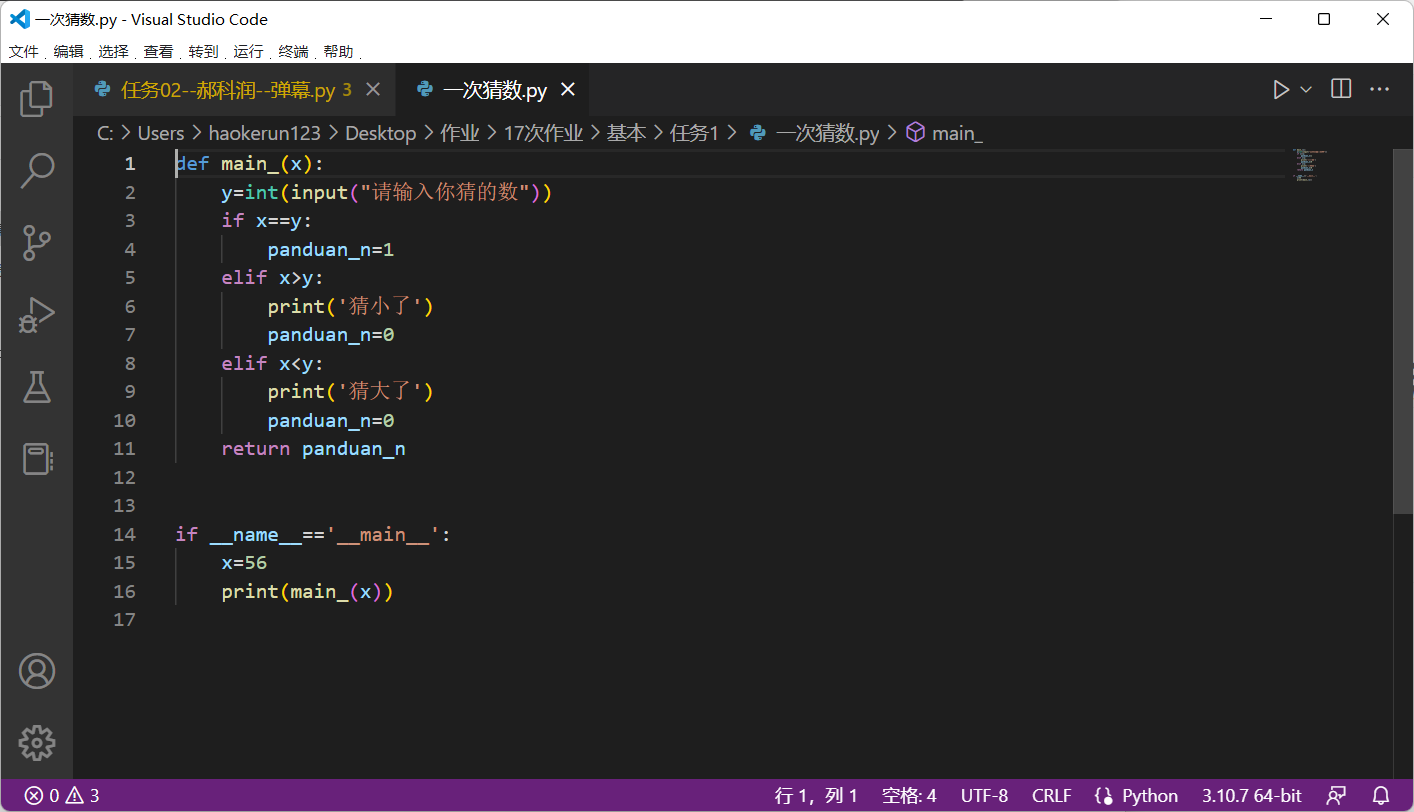 一次猜数.py - Visual Studio Code
文件 编辑 选择 查看 转到 运行 终端 帮助
任务02--郝科润--弹幕.py 3 一次猜数.py
C: > Users > haokerun123 > Desktop > 作业 > 17次作业 > 基本 > 任务1 > 一次猜数.py > main_
1 def main_(x):
2     y=int(input("请输入你猜的数"))
3     if x==y:
4         panduan_n=1
5     elif x>y:
6         print('猜小了')
7         panduan_n=0
8     elif x<y:
9         print('猜大了')
10         panduan_n=0
11     return panduan_n
12
13
14 if __name__=='__main__':
15     x=56
16     print(main_(x))
17
0 3 行 1，列 1 空格: 4 UTF-8 CRLF Python 3.10.7 64-bit